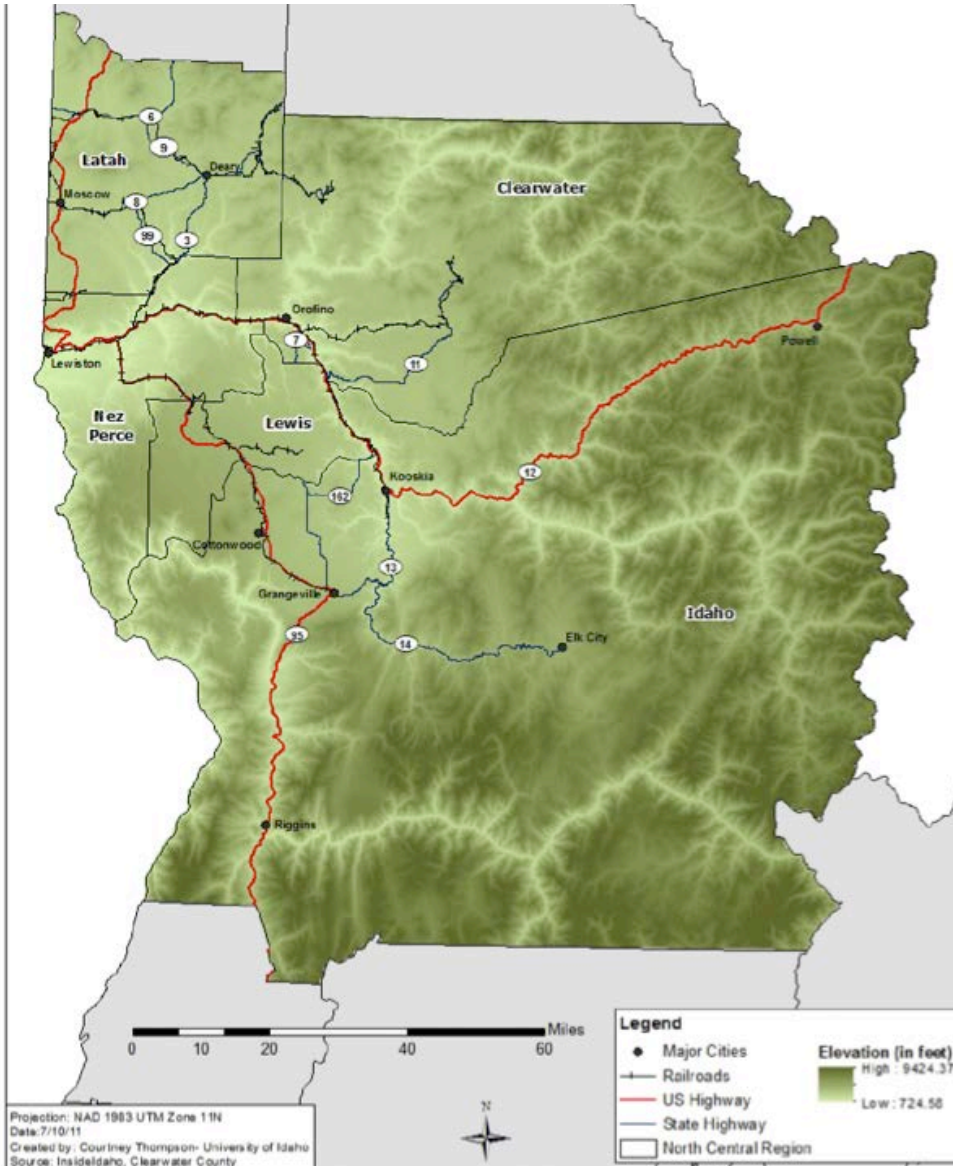 6
9
Latah
Deary
Clearwater
Moscow
8
99
3
Orofino
7
Powell
Lewiston
11
Nez
Perce
Lewis
12
Kooskia
162
Cottonwood
13
Grangeville
Idaho
95
14
Elk City
Riggins
Miles
0 10 20 40 60
Legend
Major Cities
Railroads
US Highway
State Highway
North Central Region
Elevation (in feet)
High : 9424.37
Low : 724.58
N
Projection: NAD 1983 UTM Zone 11N
Date:7/10/11
Created by: Courtney Thompson- University of Idaho
Source: InsideIdaho, Clearwater County